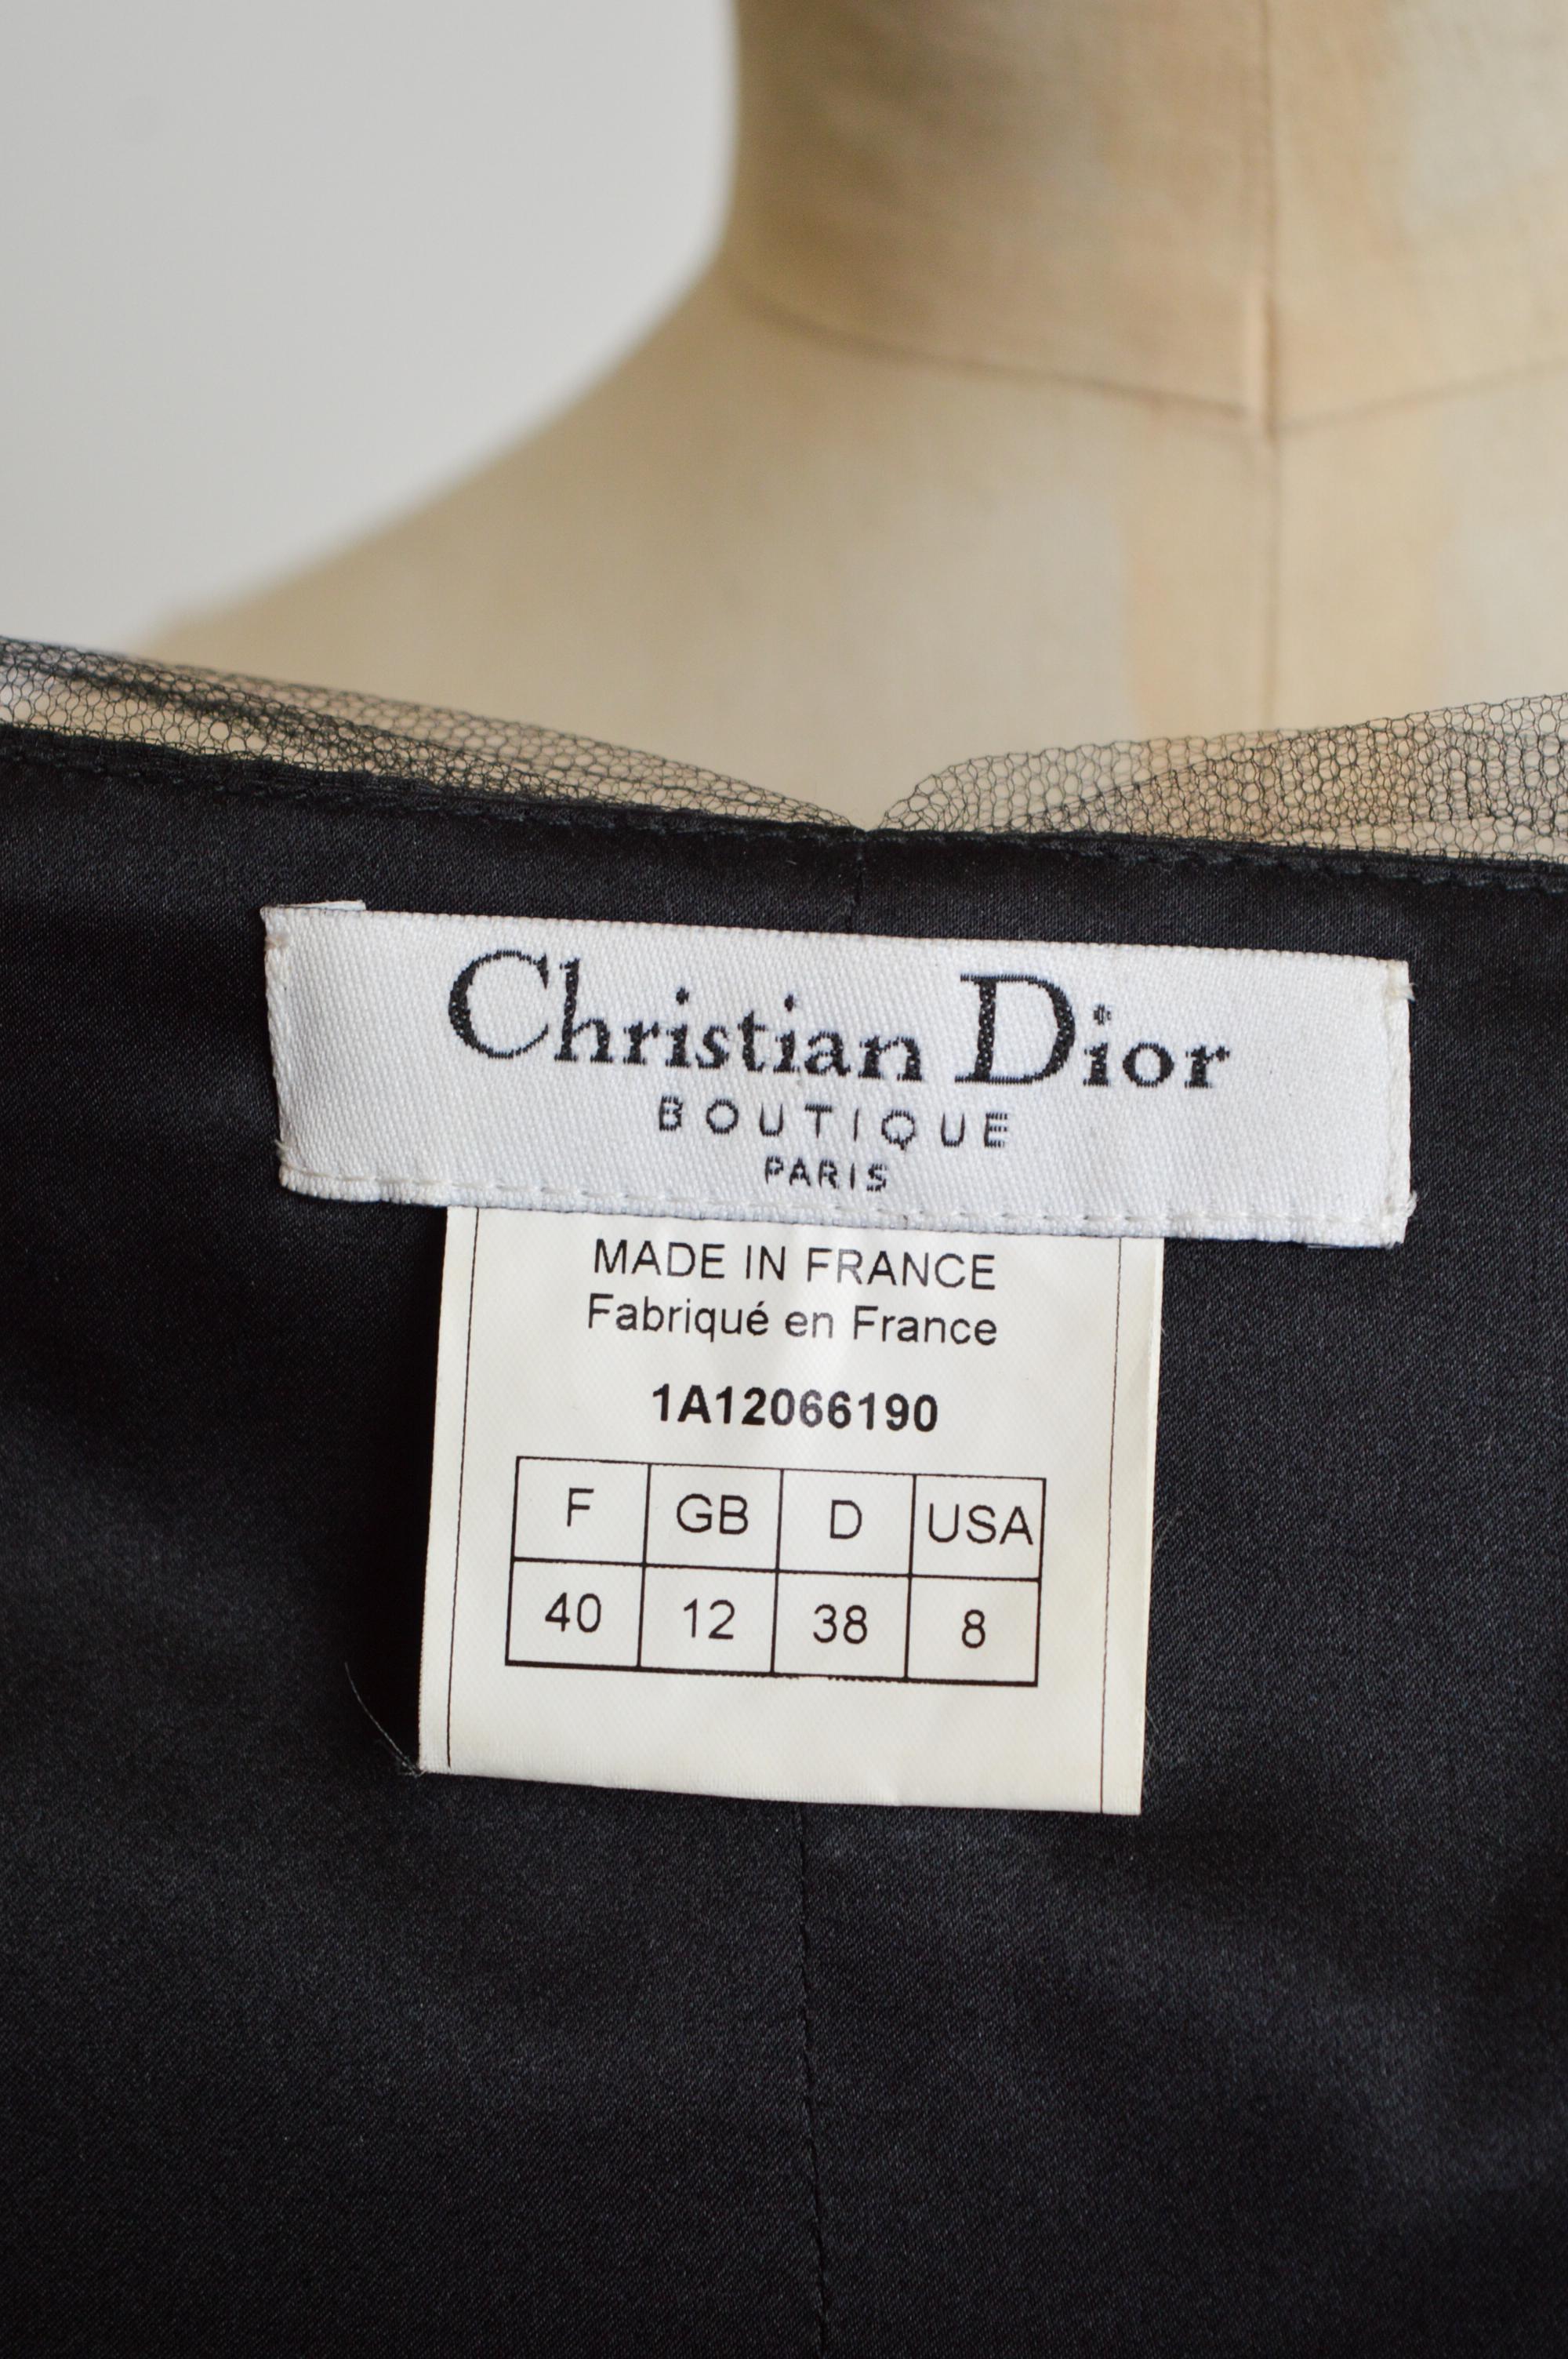 Christian Dior
BOUTIQUE
PARIS
MADE IN FRANCE
Fabriqué en France
1A12066190
F GB D USA
40 12 38 8